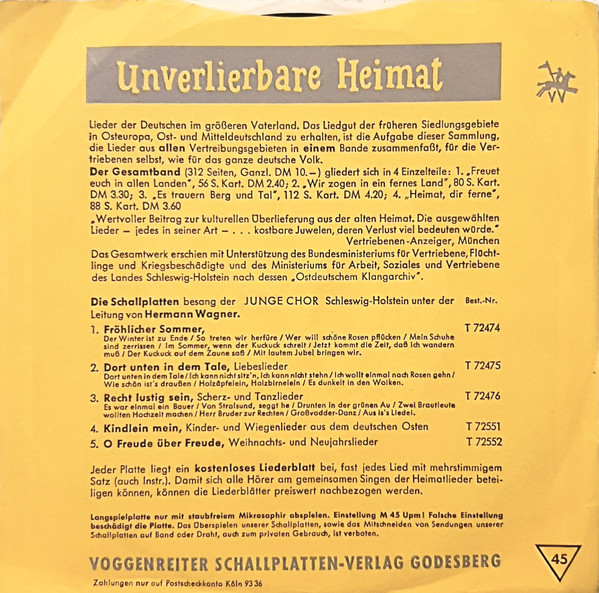 Unverlierbare Heimat
Lieder der Deutschen im größeren Vaterland. Das Liedgut der früheren Siedlungsgebiete
in Osteuropa, Ost- und Mitteldeutschland zu erhalten, ist die Aufgabe dieser Sammlung,
die Lieder aus allen Vertreibungsgebieten in einem Bande zusammenfaßt, für die Ver-
triebenen selbst, wie für das ganze deutsche Volk.
Der Gesamtband (312 Seiten, Ganzl. DM 10.—) gliedert sich in 4 Einzelteile: 1. „Freuet
euch in allen Landen", 56 S. Kart. DM 2.40; 2. „Wir zogen in ein fernes Land", 80 S. Kart.
DM 3.30; 3. „Es trauern Berg und Tal", 112 S. Kart. DM 4.20; 4. „Heimat, dir ferne",
88 S. Kart. DM 3.60
„Wertvoller Beitrag zur kulturellen Überlieferung aus der alten Heimat. Die ausgewählten
Lieder — jedes in seiner Art — . . . kostbare Juwelen, deren Verlust viel bedeuten würde."
Vertriebenen-Anzeiger, München
Das Gesamtwerk erschien mit Unterstützung des Bundesministeriums für Vertriebene, Flücht-
linge und Kriegsbeschädigte und des Ministeriums für Arbeit, Soziales und Vertriebene
des Landes Schleswig-Holstein nach dessen „Ostdeutschem Klangarchiv".
Die Schallplatten besang der JUNGE CHOR Schleswig-Holstein unter der Best.-Nr.
Leitung von Hermann Wagner.
1. Fröhlicher Sommer, T 72474
Der Winter ist zu Ende / So treten wir herfüre / Wer will schöne Rosen pflücken / Mein Schuhe
sind zerrissen / Im Sommer, wenn der Kuckuck schreit / Jetzt kommt die Zeit, daß ich wandern
muß / Der Kuckuck auf dem Zaune saß / Mit lautem Jubel bringen wir.
2. Dort unten in dem Tale, Liebeslieder T 72475
Dort unten in dem Tale / Ich kann nicht sitz'n, ich kann nicht stehn / Ich wollt einmal nach Rosen gehn /
Wie schön ist's draußen / Holzäpfelein, Holzbirnelein / Es dunkelt in den Wolken.
3. Recht lustig sein, Scherz- und Tanzlieder T 72476
Es war einmal ein Bauer / Von Stralsund, seggt he / Drunten in der grünen Au / Zwei Brautleute
wollten Hochzeit machen / Herr Bruder zur Rechten / Großvadder-Danz / Aus is's Liedel.
4. Kindlein mein, Kinder- und Wiegenlieder aus dem deutschen Osten T 72551
5. O Freude über Freude, Weihnachts- und Neujahrslieder T 72552
Jeder Platte liegt ein kostenloses Liederblatt bei, fast jedes Lied mit mehrstimmigem
Satz (auch Instr.). Damit sich alle Hörer am gemeinsamen Singen der Heimatlieder betei-
ligen können, können die Liederblätter preiswert nachbezogen werden.
Langspielplatte nur mit staubfreiem Mikrosaphir abspielen. Einstellung M 45 Upm! Falsche Einstellung
beschädigt die Platte. Das Überspielen unserer Schallplatten, sowie das Mitschneiden von Sendungen unserer
Schallplatten auf Band oder Draht, auch zum privaten Gebrauch, ist verboten.
VOGGENREITER SCHALLPLATTEN-VERLAG GODESBERG
45
Zahlungen nur auf Postscheckkonto Köln 93 36